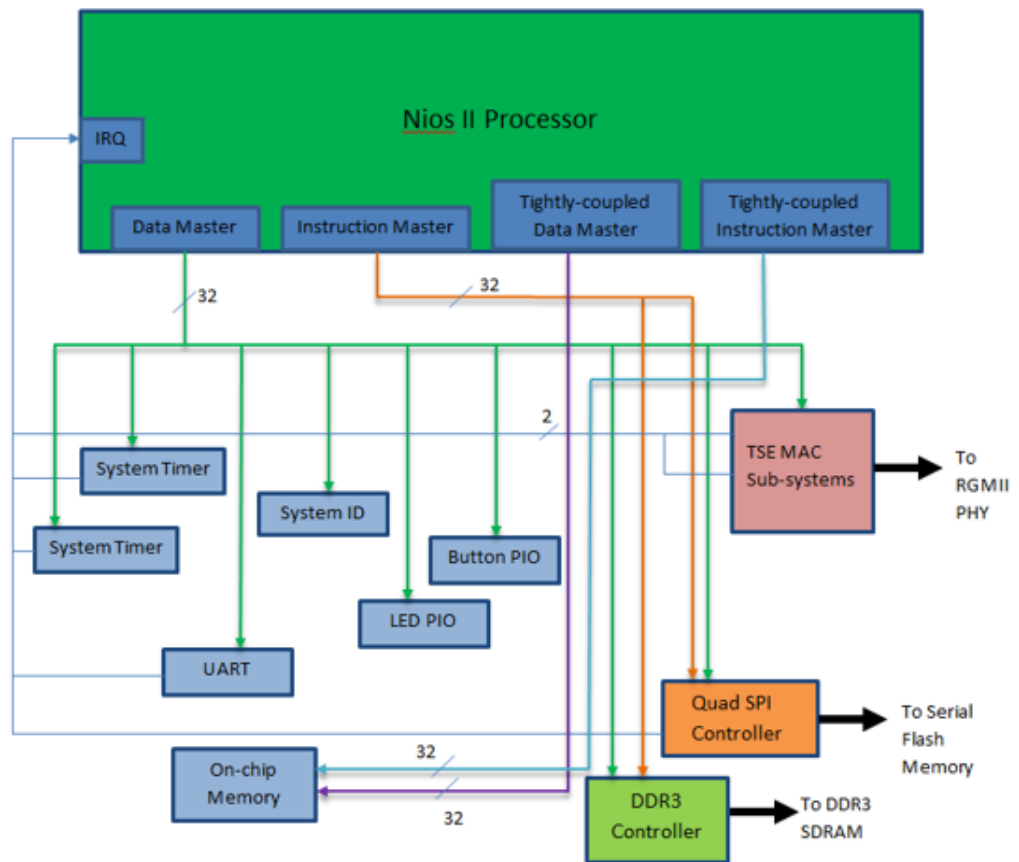 Nios II Processor
IRQ
Data Master
Instruction Master
Tightly-coupled
Data Master
Tightly-coupled
Instruction Master
32
32
2
System Timer
System ID
TSE MAC
Sub-systems
To
RGMII
PHY
System Timer
Button PIO
LED PIO
UART
Quad SPI
Controller
To Serial
Flash
Memory
On-chip
Memory
32
32
DDR3
Controller
To DDR3
SDRAM